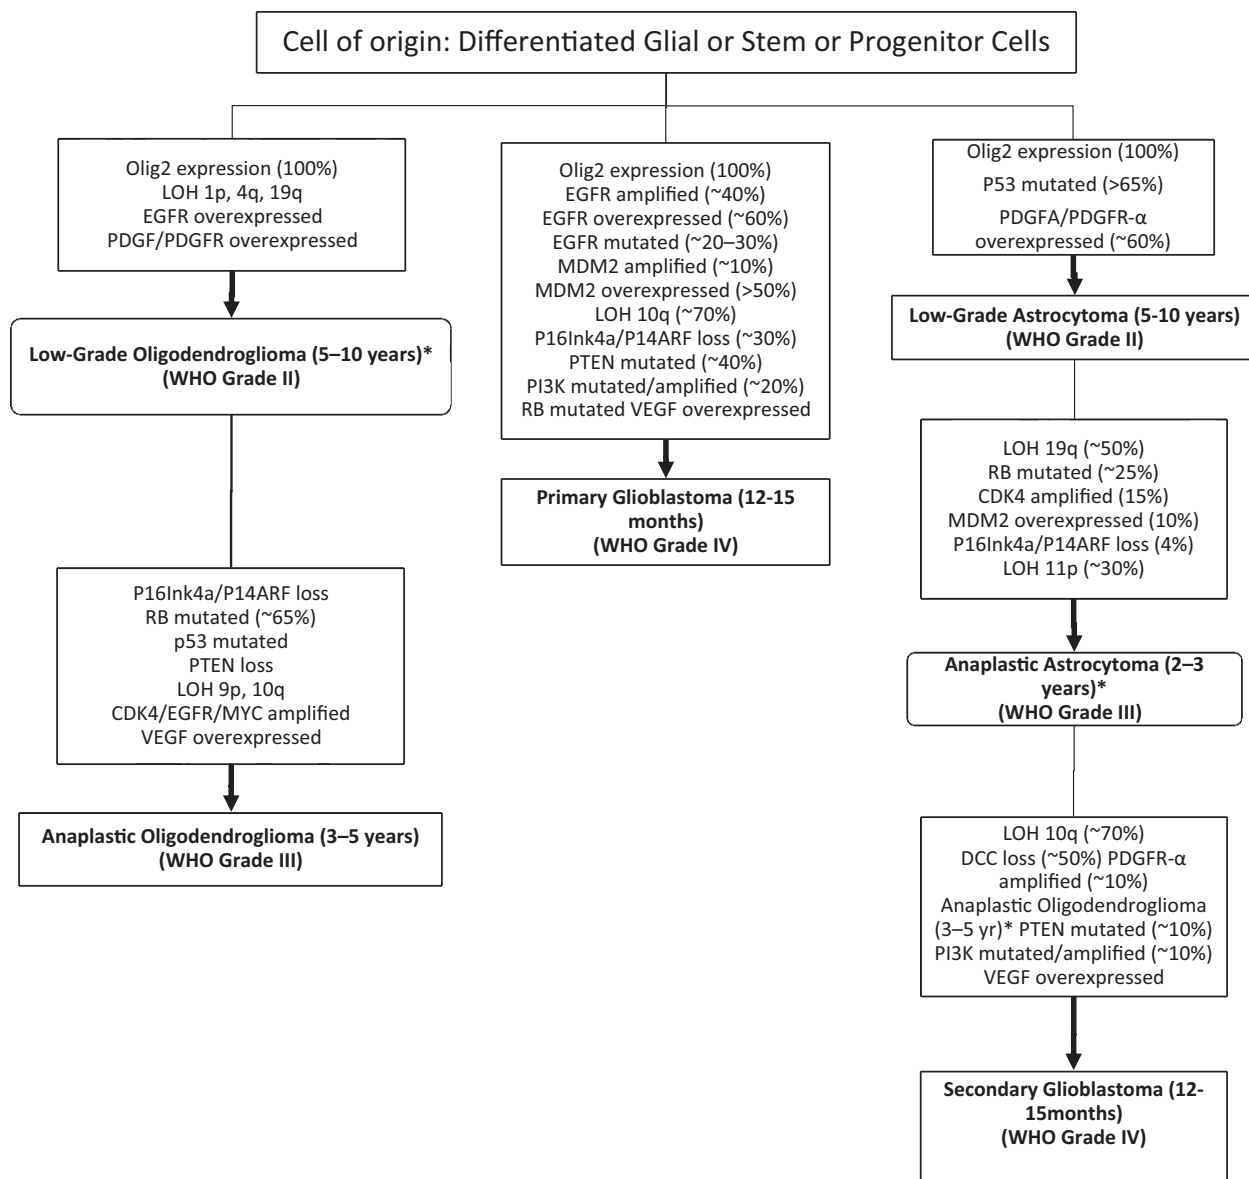 Cell of origin: Differentiated Glial or Stem or Progenitor Cells
Olig2 expression (100%)
LOH 1p, 4q, 19q
EGFR overexpressed
PDGF/PDGFR overexpressed
Low-Grade Oligodendroglioma (5–10 years)*
(WHO Grade II)
P16Ink4a/P14ARF loss
RB mutated (~65%)
p53 mutated
PTEN loss
LOH 9p, 10q
CDK4/EGFR/MYC amplified
VEGF overexpressed
Anaplastic Oligodendroglioma (3–5 years)
(WHO Grade III)
Olig2 expression (100%)
EGFR amplified (~40%)
EGFR overexpressed (~60%)
EGFR mutated (~20–30%)
MDM2 amplified (~10%)
MDM2 overexpressed (>50%)
LOH 10q (~70%)
P16Ink4a/P14ARF loss (~30%)
PTEN mutated (~40%)
PI3K mutated/amplified (~20%)
RB mutated VEGF overexpressed
Primary Glioblastoma (12-15
months)
(WHO Grade IV)
Olig2 expression (100%)
P53 mutated (>65%)
PDGFA/PDGFR-α
overexpressed (~60%)
Low-Grade Astrocytoma (5-10 years)
(WHO Grade II)
LOH 19q (~50%)
RB mutated (~25%)
CDK4 amplified (15%)
MDM2 overexpressed (10%)
P16Ink4a/P14ARF loss (4%)
LOH 11p (~30%)
Anaplastic Astrocytoma (2–3
years)*
(WHO Grade III)
LOH 10q (~70%)
DCC loss (~50%) PDGFR-α
amplified (~10%)
Anaplastic Oligodendroglioma
(3–5 yr)* PTEN mutated (~10%)
PI3K mutated/amplified (~10%)
VEGF overexpressed
Secondary Glioblastoma (12-
15months)
(WHO Grade IV)